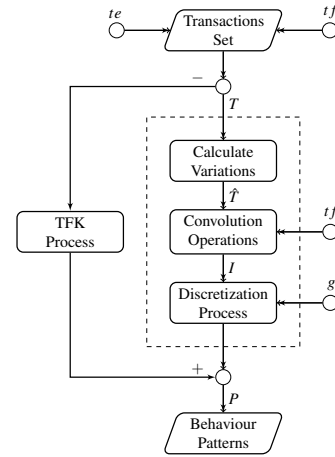 te
Transactions
Set
tf
−
T
Calculate
Variations
T̂
TFK
Process
Convolution
Operations
tf
I
Discretization
Process
g
+
P
Behaviour
Patterns